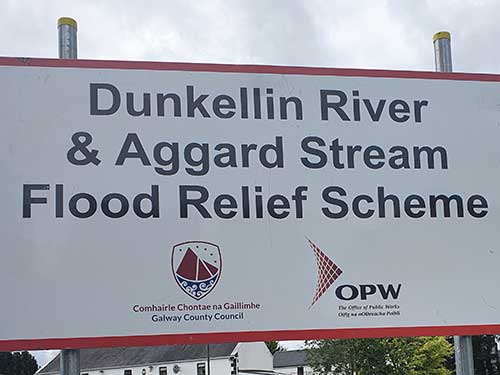 Dunkellin River
& Aggard Stream
Flood Relief Scheme
Comhairle Chontae na Gaillimhe
Galway County Council
OPW
The Office of Public Works
Oifig na nOibreacha Poiblí